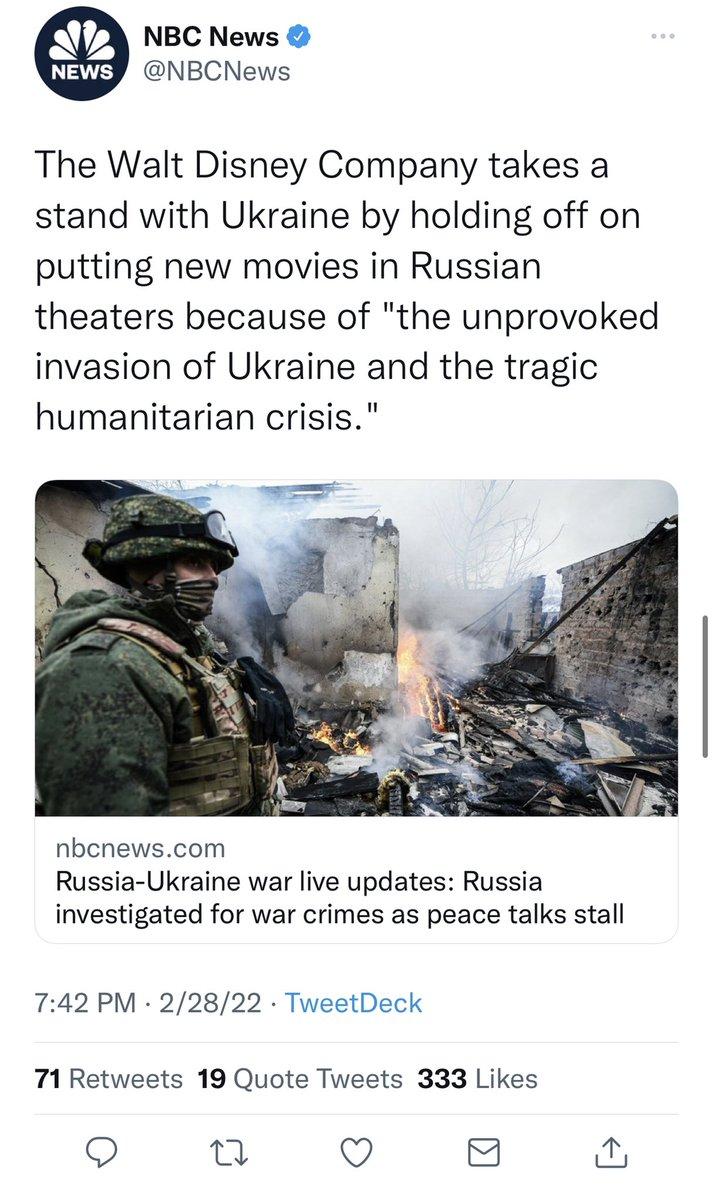 NEWS
NBC News
@NBCNews
The Walt Disney Company takes a
stand with Ukraine by holding off on
putting new movies in Russian
theaters because of "the unprovoked
invasion of Ukraine and the tragic
humanitarian crisis."
nbcnews.com
Russia-Ukraine war live updates: Russia
investigated for war crimes as peace talks stall
7:42 PM · 2/28/22 · TweetDeck
71 Retweets 19 Quote Tweets 333 Likes